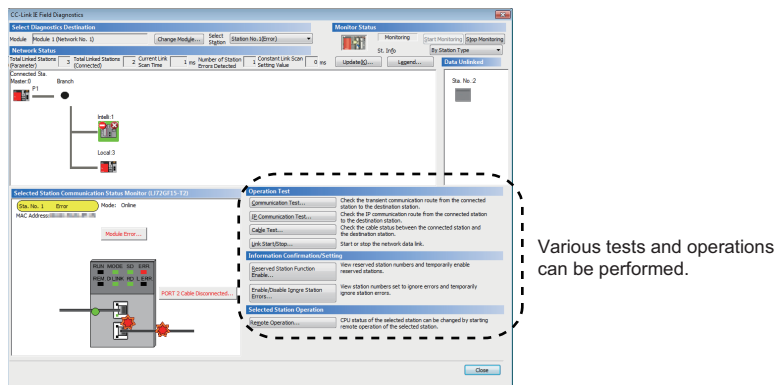 CC-Link IE Field Diagnostics
Select Diagnostics Destination
Monitor Status
Module Module 1 (Network No. 1) Change Module... Select Station Station No.1(Error)
Monitoring Start Monitoring Stop Monitoring
St. Info By Station Type
Network Status
Total Linked Stations (Parameter) 3 Total Linked Stations (Connected) 2 Current Link Scan Time 1 ms Number of Station Errors Detected 1 Constant Link Scan Setting Value 0 ms Update(K)... Legend... Data Unlinked
Connected Sta.
Master:0 Branch
P1
Sta. No. 2
Intelli:1
Local:3
Selected Station Communication Status Monitor (LJ72GF15-T2)
Sta. No. 1 Error Mode: Online
MAC Address:
Module Error...
RUN MODE SD ERR.
REM D LINK RD L ERR.
PORT 2 Cable Disconnected...
Operation Test
Communication Test... Check the transient communication route from the connected station to the destination station.
IP Communication Test... Check the IP communication route from the connected station to the destination station.
Cable Test... Check the cable status between the connected station and the destination station.
Link Start/Stop... Start or stop the network data link.
Information Confirmation/Setting
Reserved Station Function Enable... View reserved station numbers and temporarily enable reserved stations.
Enable/Disable Ignore Station Errors... View station numbers set to ignore errors and temporarily ignore station errors.
Selected Station Operation
Remote Operation... CPU status of the selected station can be changed by starting remote operation of the selected station.
Close
Various tests and operations
can be performed.